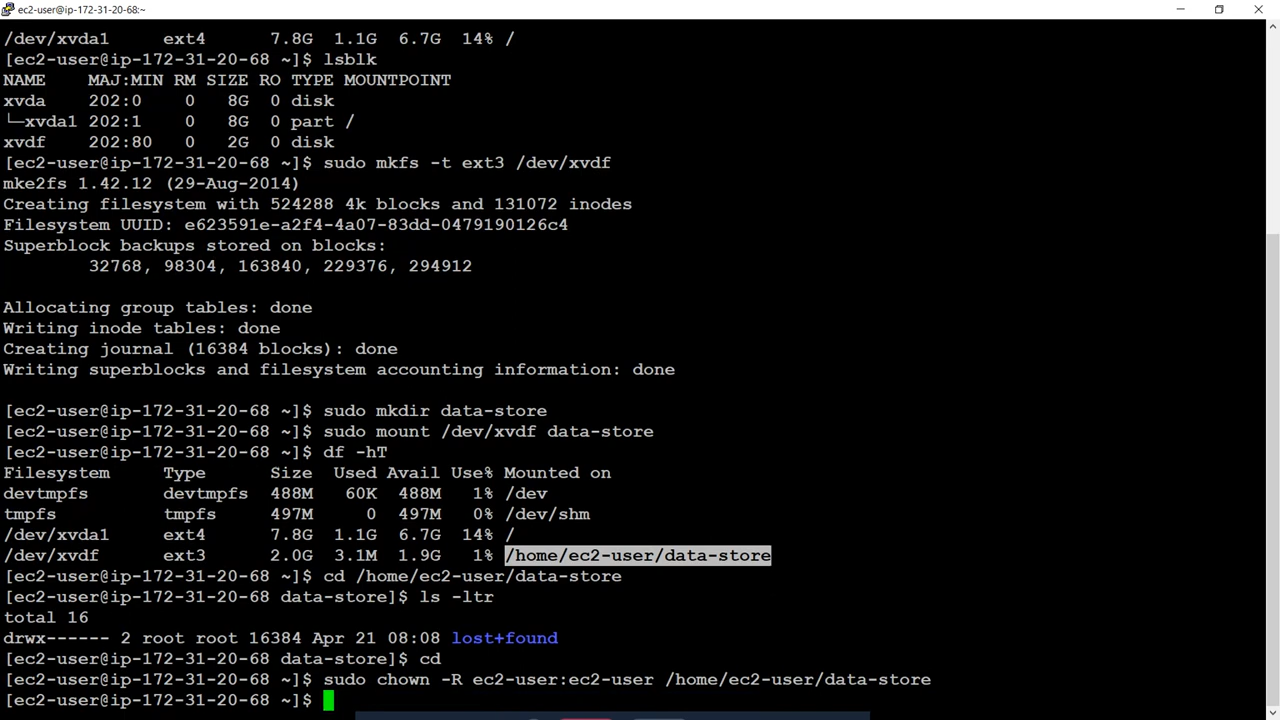 ec2-user@ip-172-31-20-68:~
/dev/xvda1     ext4      7.8G  1.1G  6.7G  14% /
[ec2-user@ip-172-31-20-68 ~]$ lsblk
NAME    MAJ:MIN RM SIZE RO TYPE MOUNTPOINT
xvda    202:0    0   8G  0 disk
└─xvda1 202:1    0   8G  0 part /
xvdf    202:80   0   2G  0 disk
[ec2-user@ip-172-31-20-68 ~]$ sudo mkfs -t ext3 /dev/xvdf
mke2fs 1.42.12 (29-Aug-2014)
Creating filesystem with 524288 4k blocks and 131072 inodes
Filesystem UUID: e623591e-a2f4-4a07-83dd-0479190126c4
Superblock backups stored on blocks:
        32768, 98304, 163840, 229376, 294912
Allocating group tables: done
Writing inode tables: done
Creating journal (16384 blocks): done
Writing superblocks and filesystem accounting information: done
[ec2-user@ip-172-31-20-68 ~]$ sudo mkdir data-store
[ec2-user@ip-172-31-20-68 ~]$ sudo mount /dev/xvdf data-store
[ec2-user@ip-172-31-20-68 ~]$ df -hT
Filesystem     Type      Size  Used Avail Use% Mounted on
devtmpfs       devtmpfs  488M   60K  488M   1% /dev
tmpfs          tmpfs     497M     0  497M   0% /dev/shm
/dev/xvda1     ext4      7.8G  1.1G  6.7G  14% /
/dev/xvdf      ext3      2.0G  3.1M  1.9G   1% /home/ec2-user/data-store
[ec2-user@ip-172-31-20-68 ~]$ cd /home/ec2-user/data-store
[ec2-user@ip-172-31-20-68 data-store]$ ls -ltr
total 16
drwx------ 2 root root 16384 Apr 21 08:08 lost+found
[ec2-user@ip-172-31-20-68 data-store]$ cd
[ec2-user@ip-172-31-20-68 ~]$ sudo chown -R ec2-user:ec2-user /home/ec2-user/data-store
[ec2-user@ip-172-31-20-68 ~]$